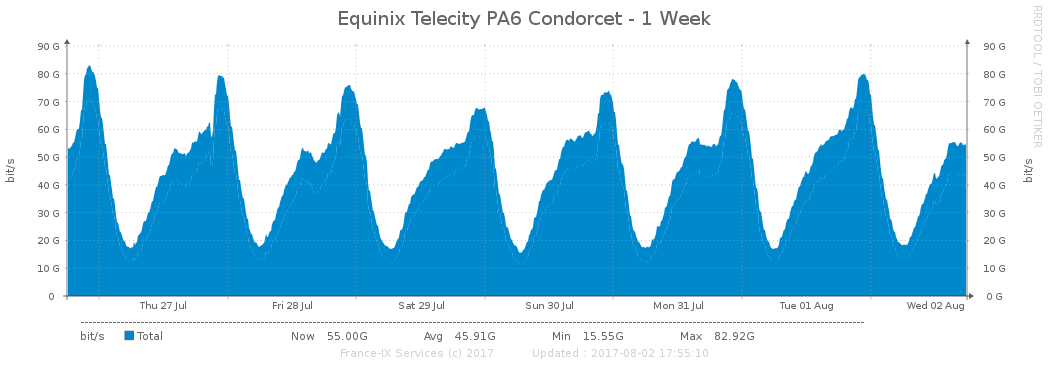 Equinix Telecity PA6 Condorcet - 1 Week
RRDTOOL / TOBI OETIKER
90 G 90 G
80 G 80 G
70 G 70 G
60 G 60 G
50 G 50 G
40 G 40 G
30 G 30 G
20 G 20 G
10 G 10 G
0 0 G
bit/s bit/s
Thu 27 Jul Fri 28 Jul Sat 29 Jul Sun 30 Jul Mon 31 Jul Tue 01 Aug Wed 02 Aug
bit/s Total Now 55.00G Avg 45.91G Min 15.55G Max 82.92G
France-IX Services (c) 2017 Updated : 2017-08-02 17:55:10